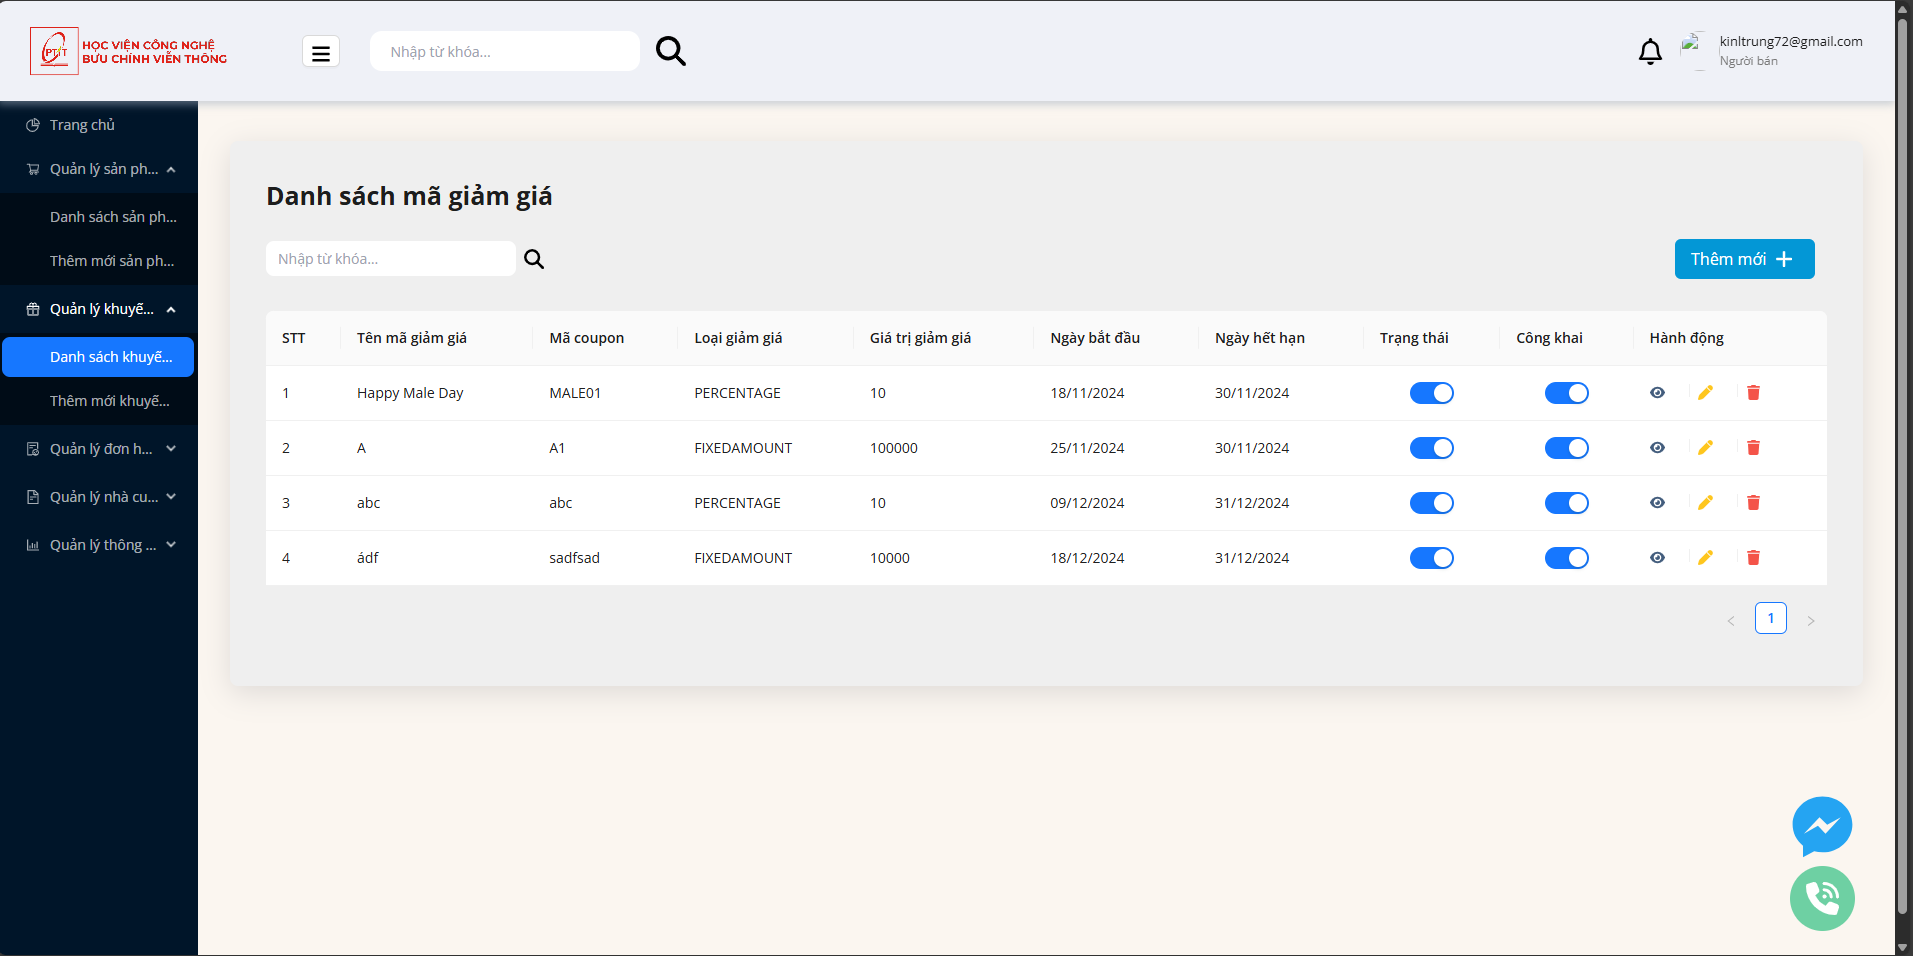 PTIT
HỌC VIỆN CÔNG NGHỆ
BƯU CHÍNH VIỄN THÔNG
Nhập từ khóa...
kinltrung72@gmail.com
Người bán
Trang chủ
Quản lý sản ph...
Danh sách sản ph...
Thêm mới sản ph...
Quản lý khuyế...
Danh sách khuyế...
Thêm mới khuyế...
Quản lý đơn h...
Quản lý nhà cu...
Quản lý thông ...
Danh sách mã giảm giá
Nhập từ khóa...
Thêm mới +
STT Tên mã giảm giá Mã coupon Loại giảm giá Giá trị giảm giá Ngày bắt đầu Ngày hết hạn Trạng thái Công khai Hành động
1 Happy Male Day MALE01 PERCENTAGE 10 18/11/2024 30/11/2024
2 A A1 FIXEDAMOUNT 100000 25/11/2024 30/11/2024
3 abc abc PERCENTAGE 10 09/12/2024 31/12/2024
4 ádf sadfsad FIXEDAMOUNT 10000 18/12/2024 31/12/2024
< 1 >